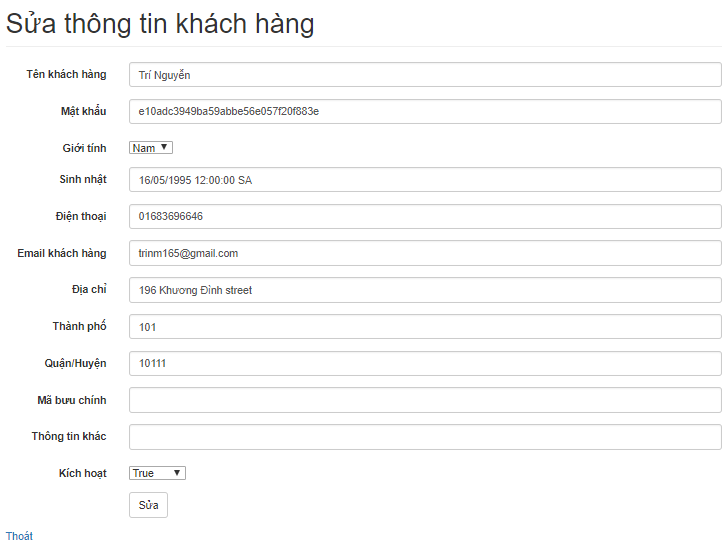 Sửa thông tin khách hàng
Tên khách hàng Trí Nguyễn
Mật khẩu e10adc3949ba59abbe56e057f20f883e
Giới tính Nam
Sinh nhật 16/05/1995 12:00:00 SA
Điện thoại 01683696646
Email khách hàng trinm165@gmail.com
Địa chỉ 196 Khương Đình street
Thành phố 101
Quận/Huyện 10111
Mã bưu chính
Thông tin khác
Kích hoạt True
Sửa
Thoát